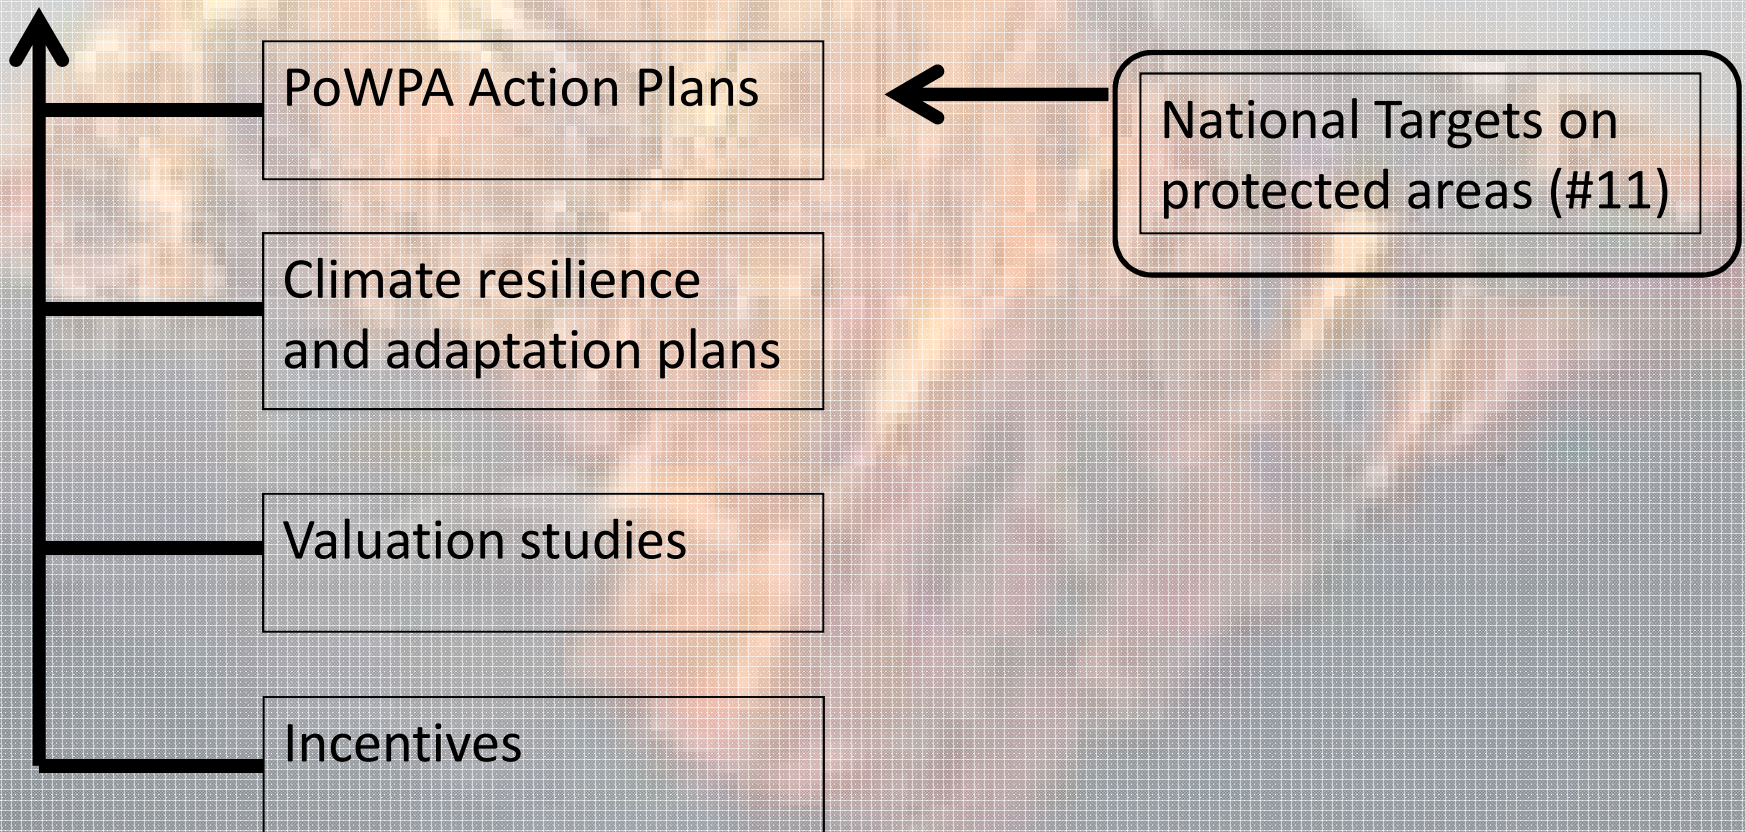 PoWPA Action Plans
National Targets on
protected areas (#11)
Climate resilience
and adaptation plans
Valuation studies
Incentives